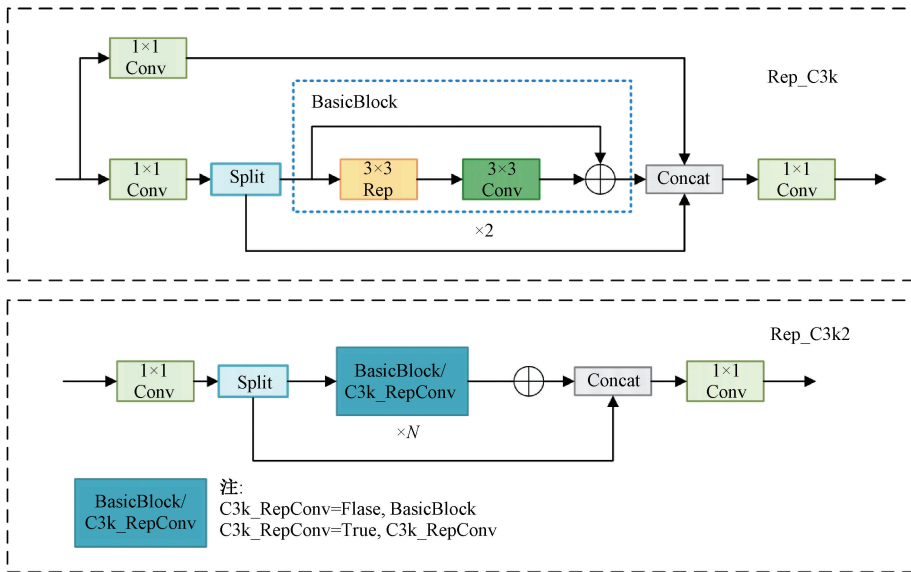 1×1
Conv
Rep_C3k
BasicBlock
1×1
Conv
Split
3×3
Rep
3×3
Conv
Concat
1×1
Conv
×2
Rep_C3k2
1×1
Conv
Split
BasicBlock/
C3k_RepConv
Concat
1×1
Conv
×N
BasicBlock/
C3k_RepConv
注:
C3k_RepConv=Flase, BasicBlock
C3k_RepConv=True, C3k_RepConv